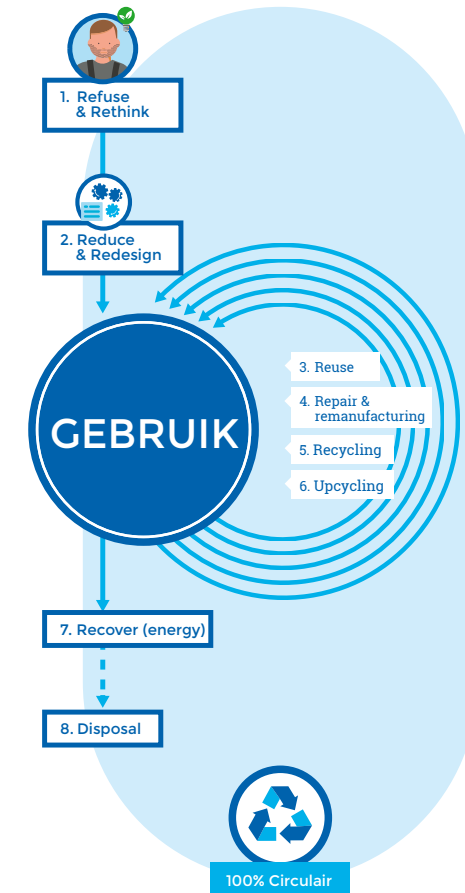 1. Refuse
& Rethink
2. Reduce
& Redesign
GEBRUIK
3. Reuse
4. Repair &
remanufacturing
5. Recycling
6. Upcycling
7. Recover (energy)
8. Disposal
100% Circulair